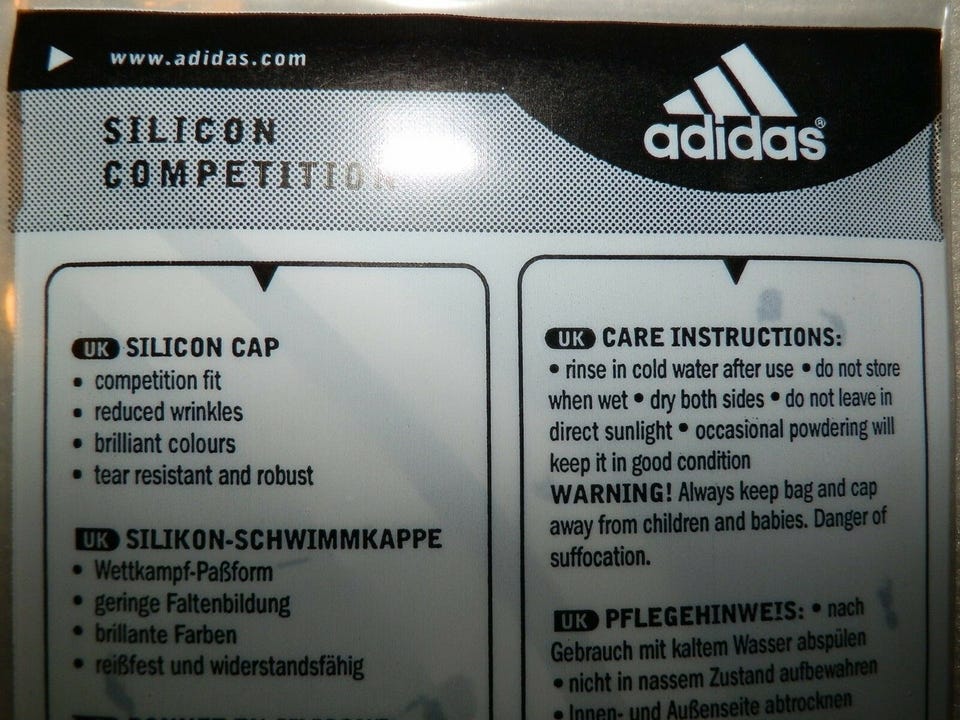 www.adidas.com
adidas®
SILICON
COMPETITION
UK SILICON CAP
• competition fit
• reduced wrinkles
• brilliant colours
• tear resistant and robust
UK SILIKON-SCHWIMMKAPPE
• Wettkampf-Paßform
• geringe Faltenbildung
• brillante Farben
• reißfest und widerstandsfähig
UK CARE INSTRUCTIONS:
• rinse in cold water after use • do not store
when wet • dry both sides • do not leave in
direct sunlight • occasional powdering will
keep it in good condition
WARNING! Always keep bag and cap
away from children and babies. Danger of
suffocation.
UK PFLEGEHINWEIS: • nach
Gebrauch mit kaltem Wasser abspülen
• nicht in nassem Zustand aufbewahren
• Innen- und Außenseite abtrocknen